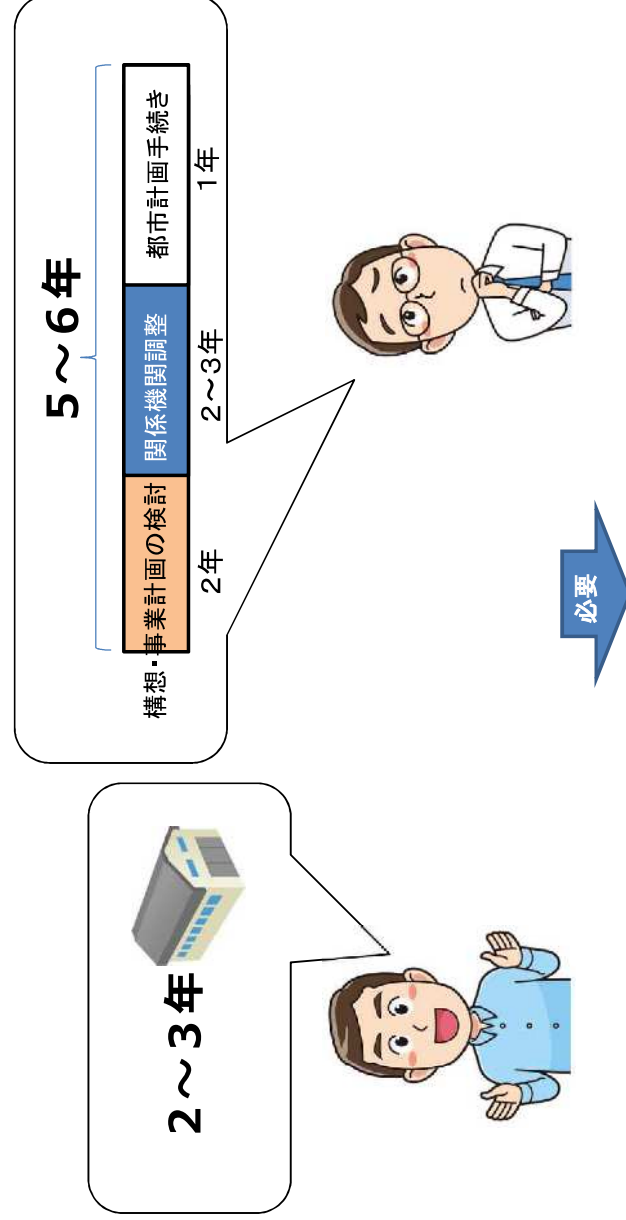 2～3年
5～6年
構想・事業計画の検討
関係機関調整
都市計画手続き
2年
2～3年
1年
必要